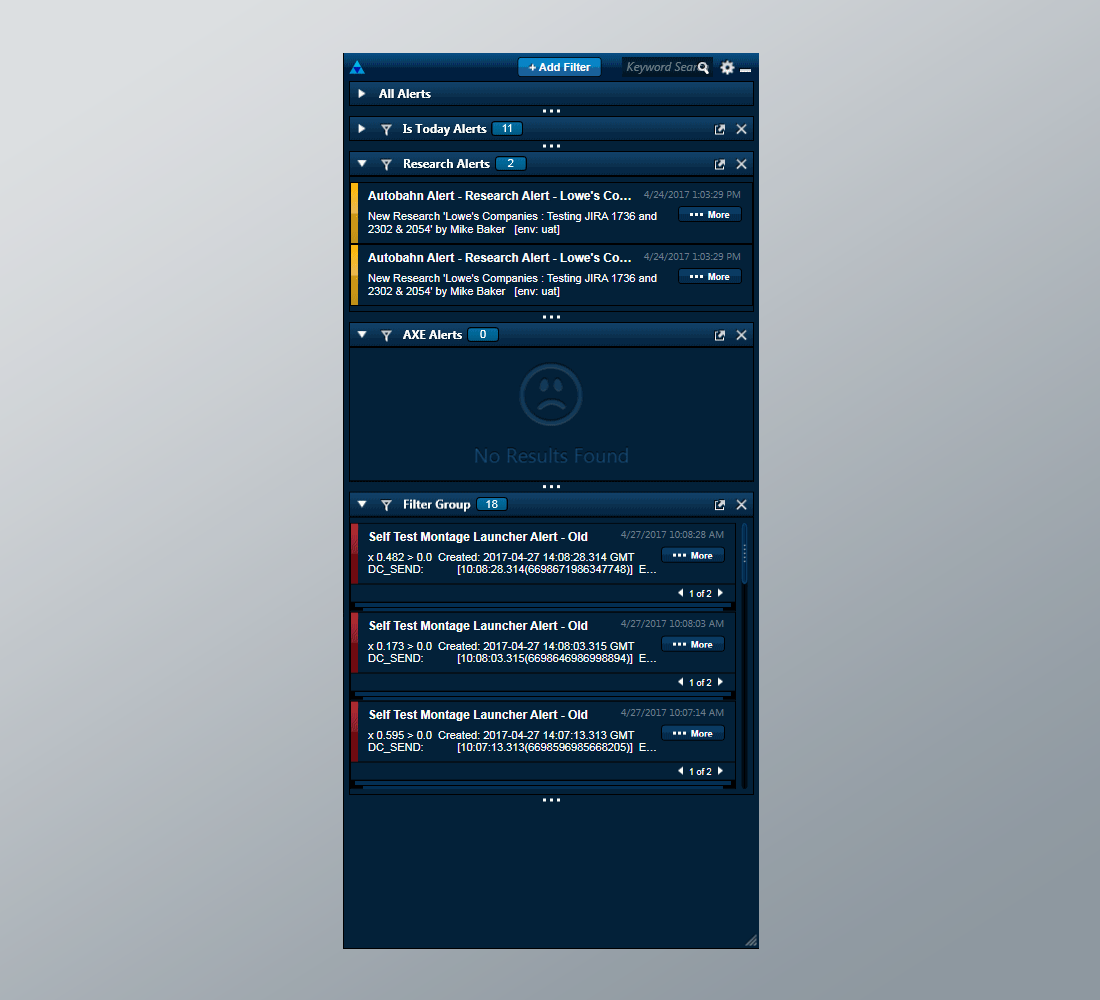 + Add Filter
Keyword Sear
All Alerts
Is Today Alerts 11
Research Alerts 2
Autobahn Alert - Research Alert - Lowe's Co... 4/24/2017 1:03:29 PM
New Research 'Lowe's Companies : Testing JIRA 1736 and
2302 & 2054' by Mike Baker [env: uat]
More
Autobahn Alert - Research Alert - Lowe's Co... 4/24/2017 1:03:29 PM
New Research 'Lowe's Companies : Testing JIRA 1736 and
2302 & 2054' by Mike Baker [env: uat]
More
AXE Alerts 0
No Results Found
Filter Group 18
Self Test Montage Launcher Alert - Old 4/27/2017 10:08:28 AM
x 0.482 > 0.0 Created: 2017-04-27 14:08:28.314 GMT
DC_SEND: [10:08:28.314(6698671986347748)] E...
More
1 of 2
Self Test Montage Launcher Alert - Old 4/27/2017 10:08:03 AM
x 0.173 > 0.0 Created: 2017-04-27 14:08:03.315 GMT
DC_SEND: [10:08:03.315(6698646986998894)] E...
More
1 of 2
Self Test Montage Launcher Alert - Old 4/27/2017 10:07:14 AM
x 0.595 > 0.0 Created: 2017-04-27 14:07:13.313 GMT
DC_SEND: [10:07:13.313(6698596985668205)] E...
More
1 of 2